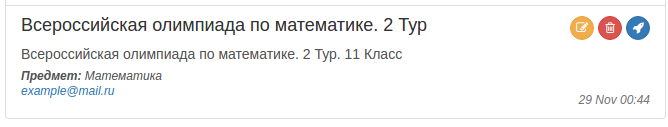 Всероссийская олимпиада по математике. 2 Тур
Всероссийская олимпиада по математике. 2 Тур. 11 Класс
Предмет: Математика
example@mail.ru
29 Nov 00:44